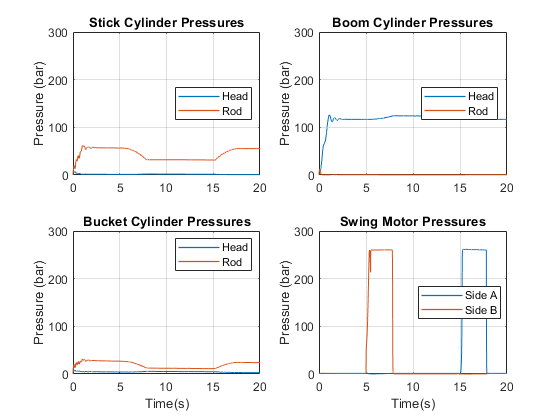 Stick Cylinder Pressures
Pressure (bar)
300
200
100
0
0 5 10 15 20
Head
Rod
Boom Cylinder Pressures
Pressure (bar)
300
200
100
0
0 5 10 15 20
Head
Rod
Bucket Cylinder Pressures
Pressure (bar)
300
200
100
0
0 5 10 15 20
Time(s)
Head
Rod
Swing Motor Pressures
Pressure (bar)
300
200
100
0
0 5 10 15 20
Time(s)
Side A
Side B